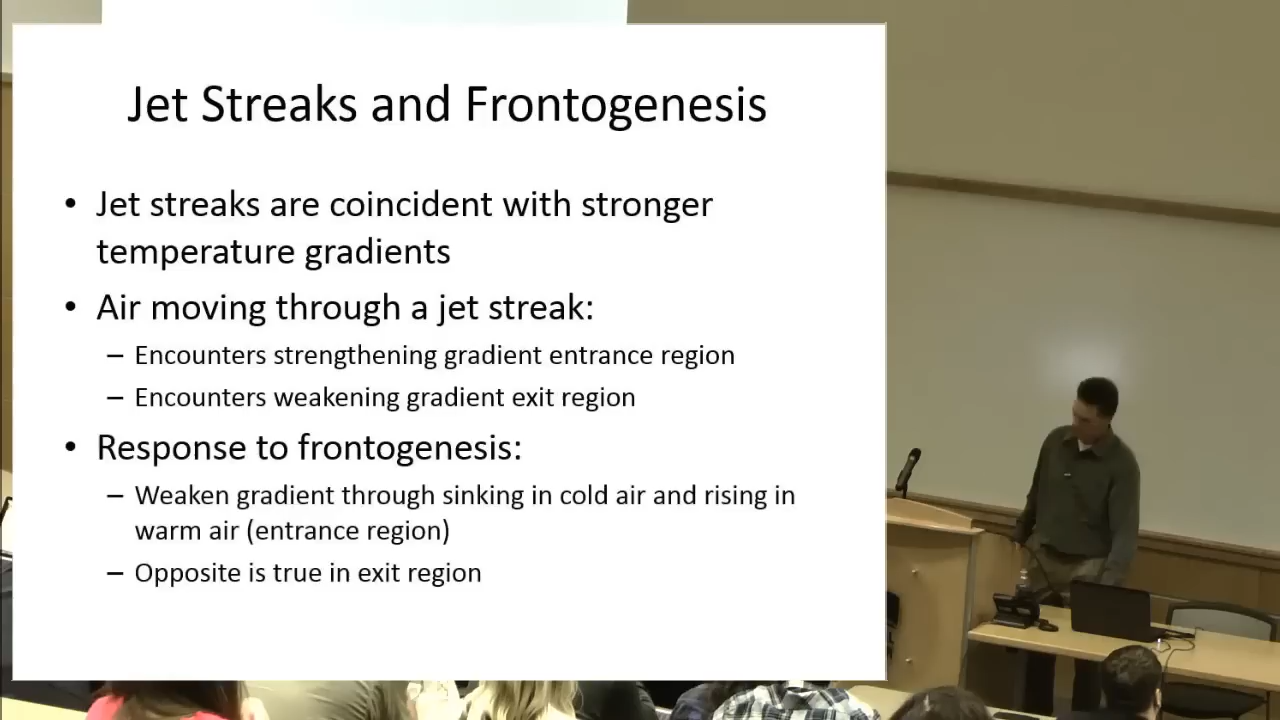 Jet Streaks and Frontogenesis
• Jet streaks are coincident with stronger
temperature gradients
• Air moving through a jet streak:
– Encounters strengthening gradient entrance region
– Encounters weakening gradient exit region
• Response to frontogenesis:
– Weaken gradient through sinking in cold air and rising in
warm air (entrance region)
– Opposite is true in exit region